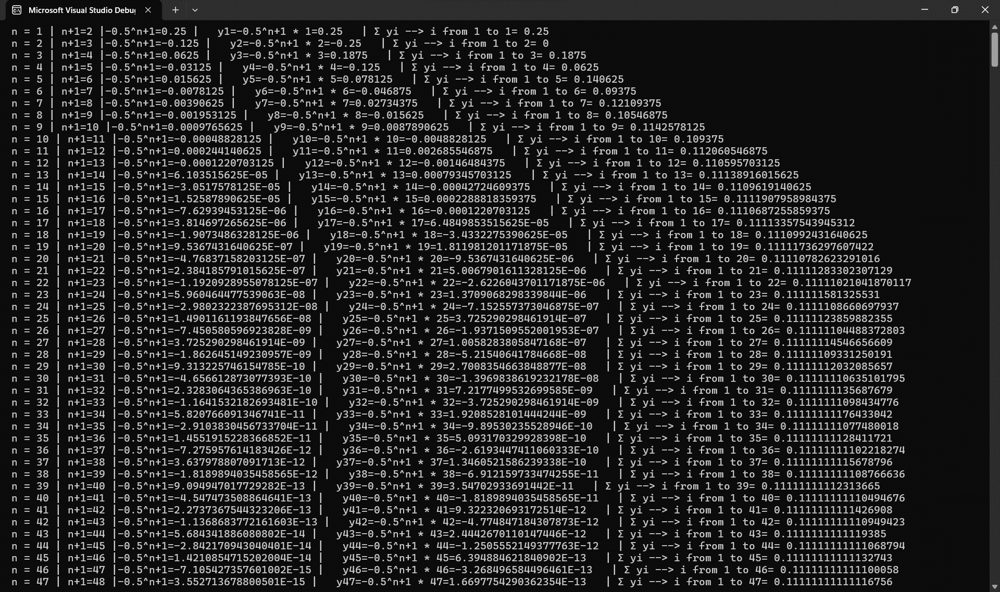 Microsoft Visual Studio Debug
n = 1 | n+1=2 |-0.5^n+1=0.25 |   y1=-0.5^n+1 * 1=0.25   | Σ yi --> i from 1 to 1= 0.25
n = 2 | n+1=3 |-0.5^n+1=-0.125 |   y2=-0.5^n+1 * 2=-0.25   | Σ yi --> i from 1 to 2= 0
n = 3 | n+1=4 |-0.5^n+1=0.0625 |   y3=-0.5^n+1 * 3=0.1875   | Σ yi --> i from 1 to 3= 0.1875
n = 4 | n+1=5 |-0.5^n+1=-0.03125 |   y4=-0.5^n+1 * 4=-0.125   | Σ yi --> i from 1 to 4= 0.0625
n = 5 | n+1=6 |-0.5^n+1=0.015625 |   y5=-0.5^n+1 * 5=0.078125   | Σ yi --> i from 1 to 5= 0.140625
n = 6 | n+1=7 |-0.5^n+1=-0.0078125 |   y6=-0.5^n+1 * 6=-0.046875   | Σ yi --> i from 1 to 6= 0.09375
n = 7 | n+1=8 |-0.5^n+1=0.00390625 |   y7=-0.5^n+1 * 7=0.02734375   | Σ yi --> i from 1 to 7= 0.12109375
n = 8 | n+1=9 |-0.5^n+1=-0.001953125 |   y8=-0.5^n+1 * 8=-0.015625   | Σ yi --> i from 1 to 8= 0.10546875
n = 9 | n+1=10 |-0.5^n+1=0.0009765625 |   y9=-0.5^n+1 * 9=0.0087890625   | Σ yi --> i from 1 to 9= 0.1142578125
n = 10 | n+1=11 |-0.5^n+1=-0.00048828125 |   y10=-0.5^n+1 * 10=-0.0048828125   | Σ yi --> i from 1 to 10= 0.109375
n = 11 | n+1=12 |-0.5^n+1=0.000244140625 |   y11=-0.5^n+1 * 11=0.002685546875   | Σ yi --> i from 1 to 11= 0.112060546875
n = 12 | n+1=13 |-0.5^n+1=-0.0001220703125 |   y12=-0.5^n+1 * 12=-0.00146484375   | Σ yi --> i from 1 to 12= 0.110595703125
n = 13 | n+1=14 |-0.5^n+1=6.103515625E-05 |   y13=-0.5^n+1 * 13=0.00079345703125   | Σ yi --> i from 1 to 13= 0.11138916015625
n = 14 | n+1=15 |-0.5^n+1=-3.0517578125E-05 |   y14=-0.5^n+1 * 14=-0.00042724609375   | Σ yi --> i from 1 to 14= 0.1109619140625
n = 15 | n+1=16 |-0.5^n+1=1.52587890625E-05 |   y15=-0.5^n+1 * 15=0.0002288818359375   | Σ yi --> i from 1 to 15= 0.1111907958984375
n = 16 | n+1=17 |-0.5^n+1=-7.62939453125E-06 |   y16=-0.5^n+1 * 16=-0.0001220703125   | Σ yi --> i from 1 to 16= 0.1110687255859375
n = 17 | n+1=18 |-0.5^n+1=3.814697265625E-06 |   y17=-0.5^n+1 * 17=6.4849853515625E-05   | Σ yi --> i from 1 to 17= 0.11113357543945312
n = 18 | n+1=19 |-0.5^n+1=-1.9073486328125E-06 |   y18=-0.5^n+1 * 18=-3.4332275390625E-05   | Σ yi --> i from 1 to 18= 0.1110992431640625
n = 19 | n+1=20 |-0.5^n+1=9.5367431640625E-07 |   y19=-0.5^n+1 * 19=1.811981201171875E-05   | Σ yi --> i from 1 to 19= 0.11111736297607422
n = 20 | n+1=21 |-0.5^n+1=-4.76837158203125E-07 |   y20=-0.5^n+1 * 20=-9.5367431640625E-06   | Σ yi --> i from 1 to 20= 0.11110782623291016
n = 21 | n+1=22 |-0.5^n+1=2.384185791015625E-07 |   y21=-0.5^n+1 * 21=5.0067901611328125E-06   | Σ yi --> i from 1 to 21= 0.11111283302307129
n = 22 | n+1=23 |-0.5^n+1=-1.1920928955078125E-07 |   y22=-0.5^n+1 * 22=-2.6226043701171875E-06   | Σ yi --> i from 1 to 22= 0.11111021041870117
n = 23 | n+1=24 |-0.5^n+1=5.960464477539063E-08 |   y23=-0.5^n+1 * 23=1.3709068298339844E-06   | Σ yi --> i from 1 to 23= 0.111111581325531
n = 24 | n+1=25 |-0.5^n+1=-2.9802322387695312E-08 |   y24=-0.5^n+1 * 24=-7.152557373046875E-07   | Σ yi --> i from 1 to 24= 0.1111108660697937
n = 25 | n+1=26 |-0.5^n+1=1.4901161193847656E-08 |   y25=-0.5^n+1 * 25=3.725290298461914E-07   | Σ yi --> i from 1 to 25= 0.11111123859882355
n = 26 | n+1=27 |-0.5^n+1=-7.450580596923828E-09 |   y26=-0.5^n+1 * 26=-1.9371509552001953E-07   | Σ yi --> i from 1 to 26= 0.11111104488372803
n = 27 | n+1=28 |-0.5^n+1=3.725290298461914E-09 |   y27=-0.5^n+1 * 27=1.0058283805847168E-07   | Σ yi --> i from 1 to 27= 0.11111114546656609
n = 28 | n+1=29 |-0.5^n+1=-1.862645149230957E-09 |   y28=-0.5^n+1 * 28=-5.21540641784668E-08   | Σ yi --> i from 1 to 28= 0.11111109331250191
n = 29 | n+1=30 |-0.5^n+1=9.313225746154785E-10 |   y29=-0.5^n+1 * 29=2.7008354663848877E-08   | Σ yi --> i from 1 to 29= 0.11111112032085657
n = 30 | n+1=31 |-0.5^n+1=-4.656612873077393E-10 |   y30=-0.5^n+1 * 30=-1.3969838619232178E-08   | Σ yi --> i from 1 to 30= 0.11111110635101795
n = 31 | n+1=32 |-0.5^n+1=2.3283064365386963E-10 |   y31=-0.5^n+1 * 31=7.2177499532699585E-09   | Σ yi --> i from 1 to 31= 0.1111111135687679
n = 32 | n+1=33 |-0.5^n+1=-1.1641532182693481E-10 |   y32=-0.5^n+1 * 32=-3.725290298461914E-09   | Σ yi --> i from 1 to 32= 0.1111111098434776
n = 33 | n+1=34 |-0.5^n+1=5.820766091346741E-11 |   y33=-0.5^n+1 * 33=1.9208528101444244E-09   | Σ yi --> i from 1 to 33= 0.11111111176433042
n = 34 | n+1=35 |-0.5^n+1=-2.9103830456733704E-11 |   y34=-0.5^n+1 * 34=-9.89530235528946E-10   | Σ yi --> i from 1 to 34= 0.11111111077480018
n = 35 | n+1=36 |-0.5^n+1=1.4551915228366852E-11 |   y35=-0.5^n+1 * 35=5.093170329928398E-10   | Σ yi --> i from 1 to 35= 0.11111111128411721
n = 36 | n+1=37 |-0.5^n+1=-7.275957614183426E-12 |   y36=-0.5^n+1 * 36=-2.6193447411060333E-10   | Σ yi --> i from 1 to 36= 0.11111111102218274
n = 37 | n+1=38 |-0.5^n+1=3.637978807091713E-12 |   y37=-0.5^n+1 * 37=1.3460521586239338E-10   | Σ yi --> i from 1 to 37= 0.11111111115678796
n = 38 | n+1=39 |-0.5^n+1=-1.8189894035458565E-12 |   y38=-0.5^n+1 * 38=-6.912159733474255E-11   | Σ yi --> i from 1 to 38= 0.11111111108766636
n = 39 | n+1=40 |-0.5^n+1=9.094947017729282E-13 |   y39=-0.5^n+1 * 39=3.54702933691442E-11   | Σ yi --> i from 1 to 39= 0.11111111112313665
n = 40 | n+1=41 |-0.5^n+1=-4.547473508864641E-13 |   y40=-0.5^n+1 * 40=-1.8189894035458565E-11   | Σ yi --> i from 1 to 40= 0.11111111110494676
n = 41 | n+1=42 |-0.5^n+1=2.2737367544323206E-13 |   y41=-0.5^n+1 * 41=9.322320693172514E-12   | Σ yi --> i from 1 to 41= 0.11111111111426908
n = 42 | n+1=43 |-0.5^n+1=-1.1368683772161603E-13 |   y42=-0.5^n+1 * 42=-4.774847184307873E-12   | Σ yi --> i from 1 to 42= 0.11111111110949423
n = 43 | n+1=44 |-0.5^n+1=5.684341886080802E-14 |   y43=-0.5^n+1 * 43=2.4442670110147446E-12   | Σ yi --> i from 1 to 43= 0.1111111111119385
n = 44 | n+1=45 |-0.5^n+1=-2.842170943040401E-14 |   y44=-0.5^n+1 * 44=-1.2505552149377763E-12   | Σ yi --> i from 1 to 44= 0.11111111111068794
n = 45 | n+1=46 |-0.5^n+1=1.4210854715202004E-14 |   y45=-0.5^n+1 * 45=6.394884621840902E-13   | Σ yi --> i from 1 to 45= 0.11111111111132743
n = 46 | n+1=47 |-0.5^n+1=-7.105427357601002E-15 |   y46=-0.5^n+1 * 46=-3.268496584496461E-13   | Σ yi --> i from 1 to 46= 0.11111111111100058
n = 47 | n+1=48 |-0.5^n+1=3.552713678800501E-15 |   y47=-0.5^n+1 * 47=1.6697754290362354E-13   | Σ yi --> i from 1 to 47= 0.11111111111116756